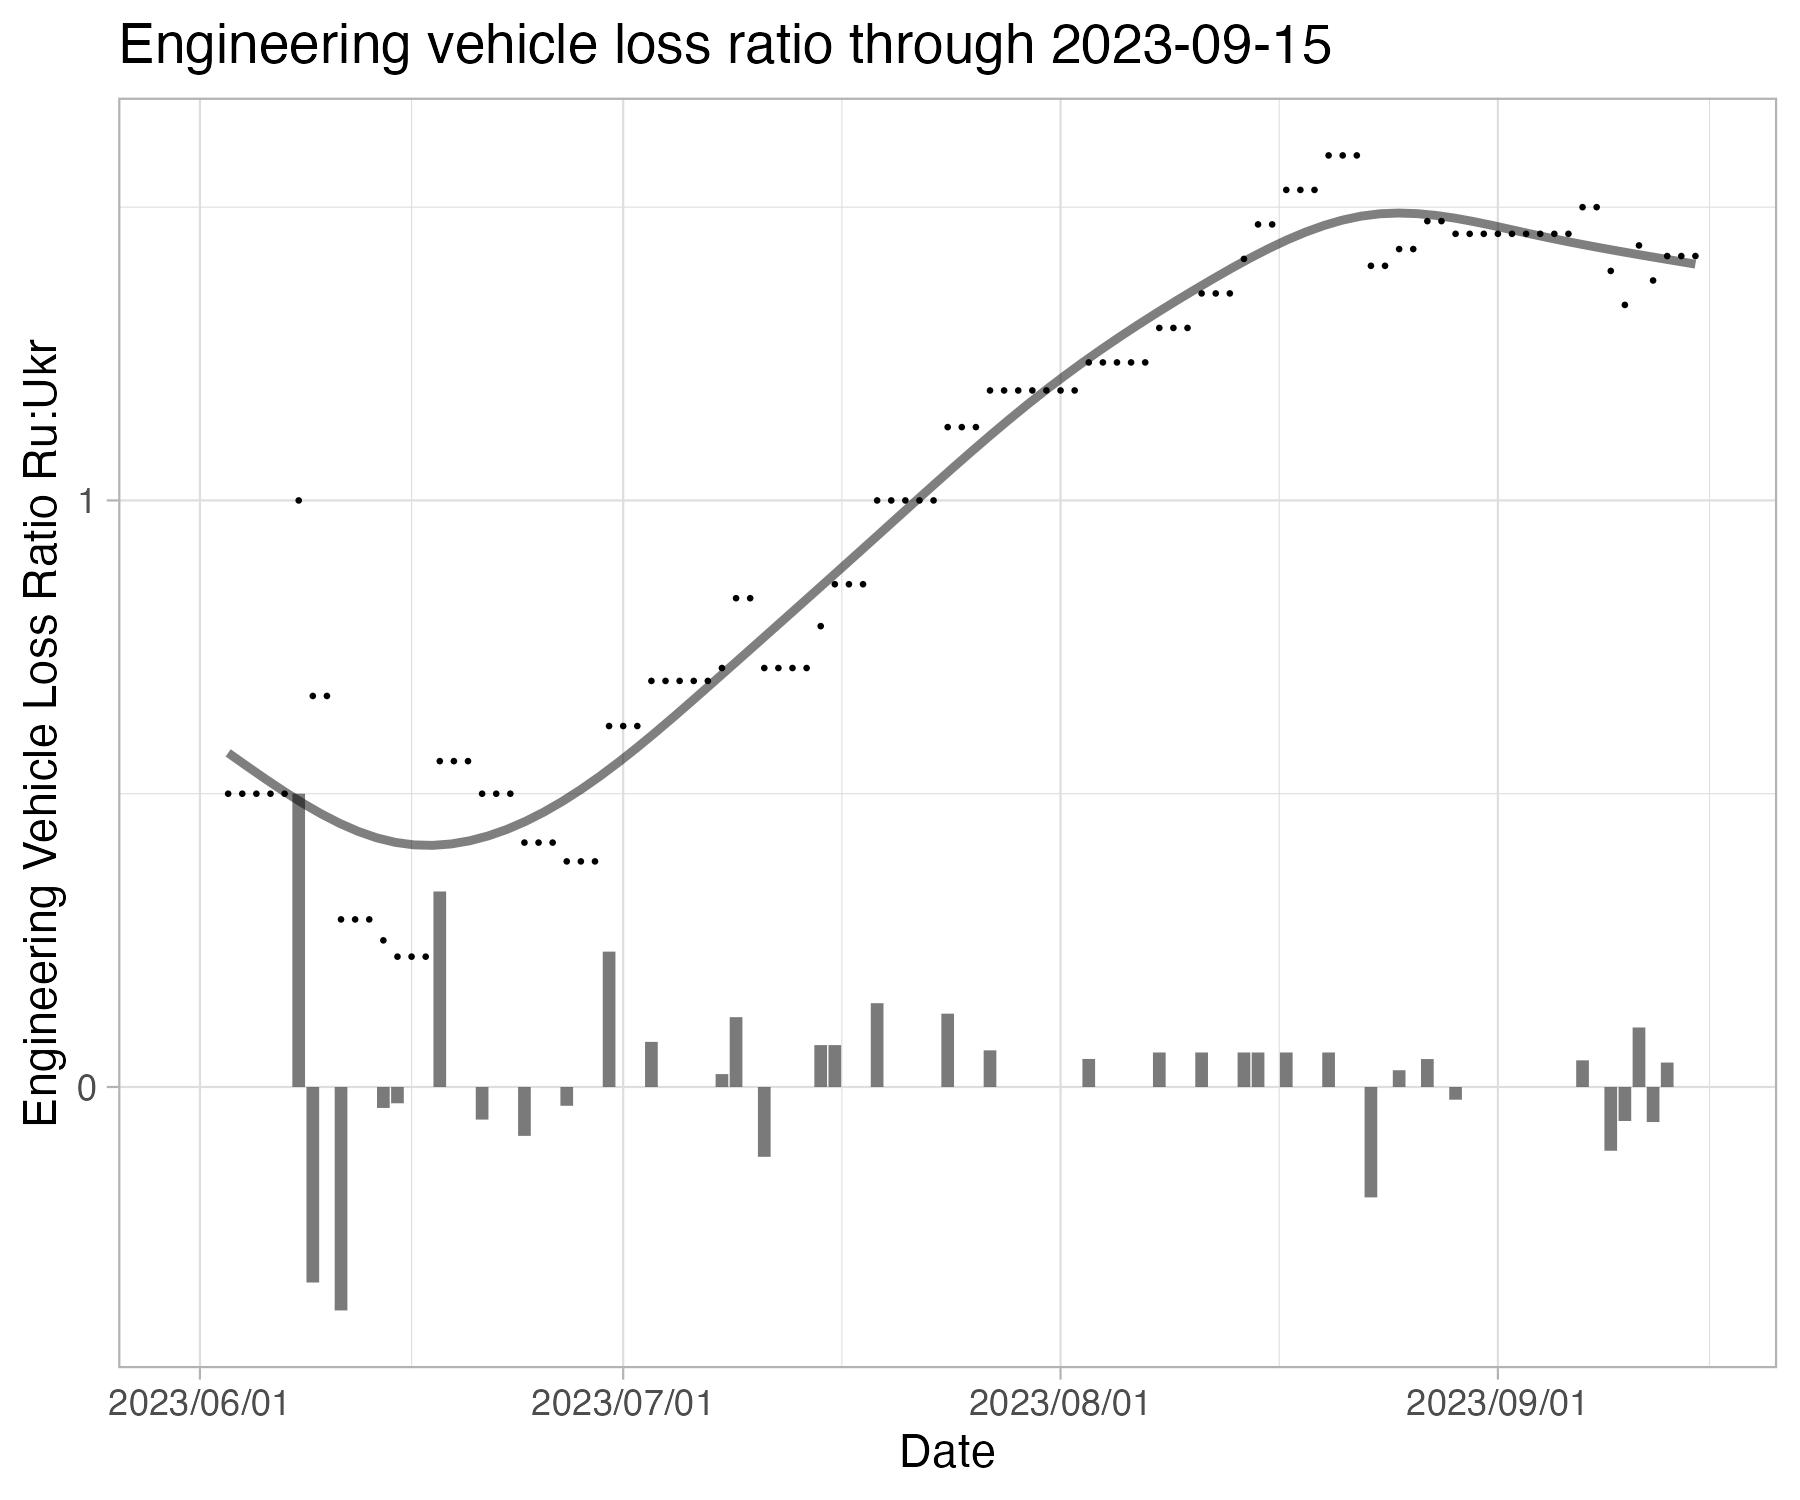 Engineering vehicle loss ratio through 2023-09-15
Engineering Vehicle Loss Ratio Ru:Ukr
1
0
2023/06/01
2023/07/01
2023/08/01
2023/09/01
Date